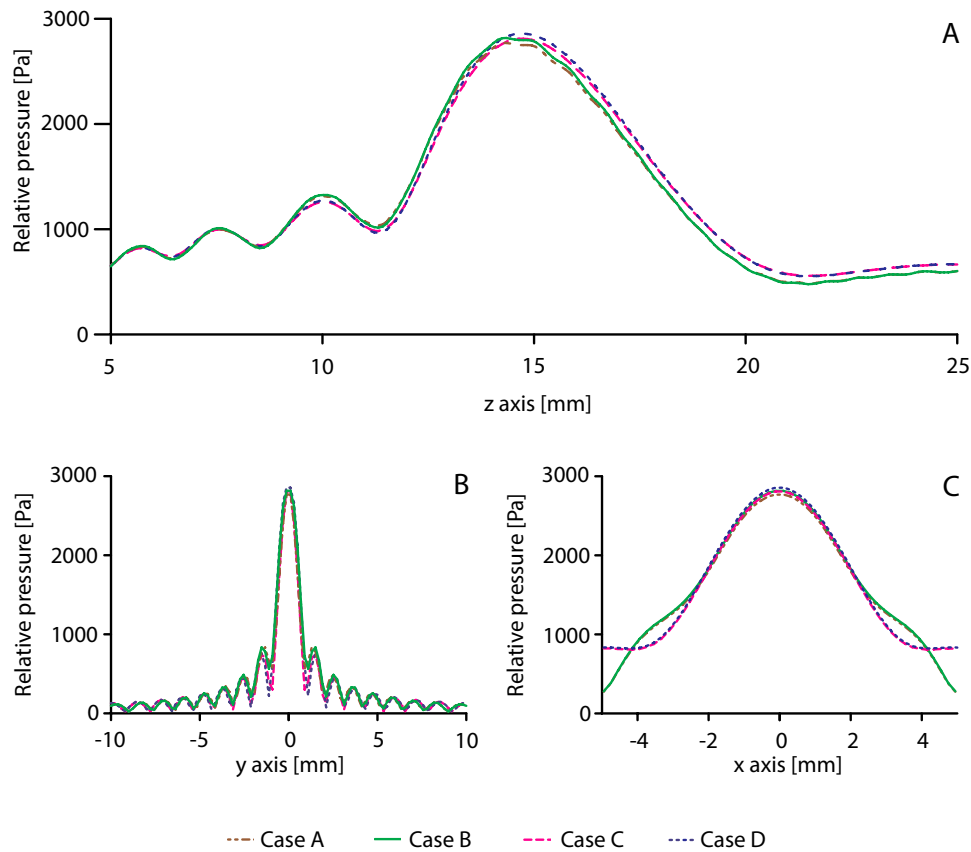 A
Relative pressure [Pa]
3000
2000
1000
0
5
10
15
20
25
z axis [mm]
B
Relative pressure [Pa]
3000
2000
1000
0
-10
-5
0
5
10
y axis [mm]
C
Relative pressure [Pa]
3000
2000
1000
0
-4
-2
0
2
4
x axis [mm]
Case A
Case B
Case C
Case D